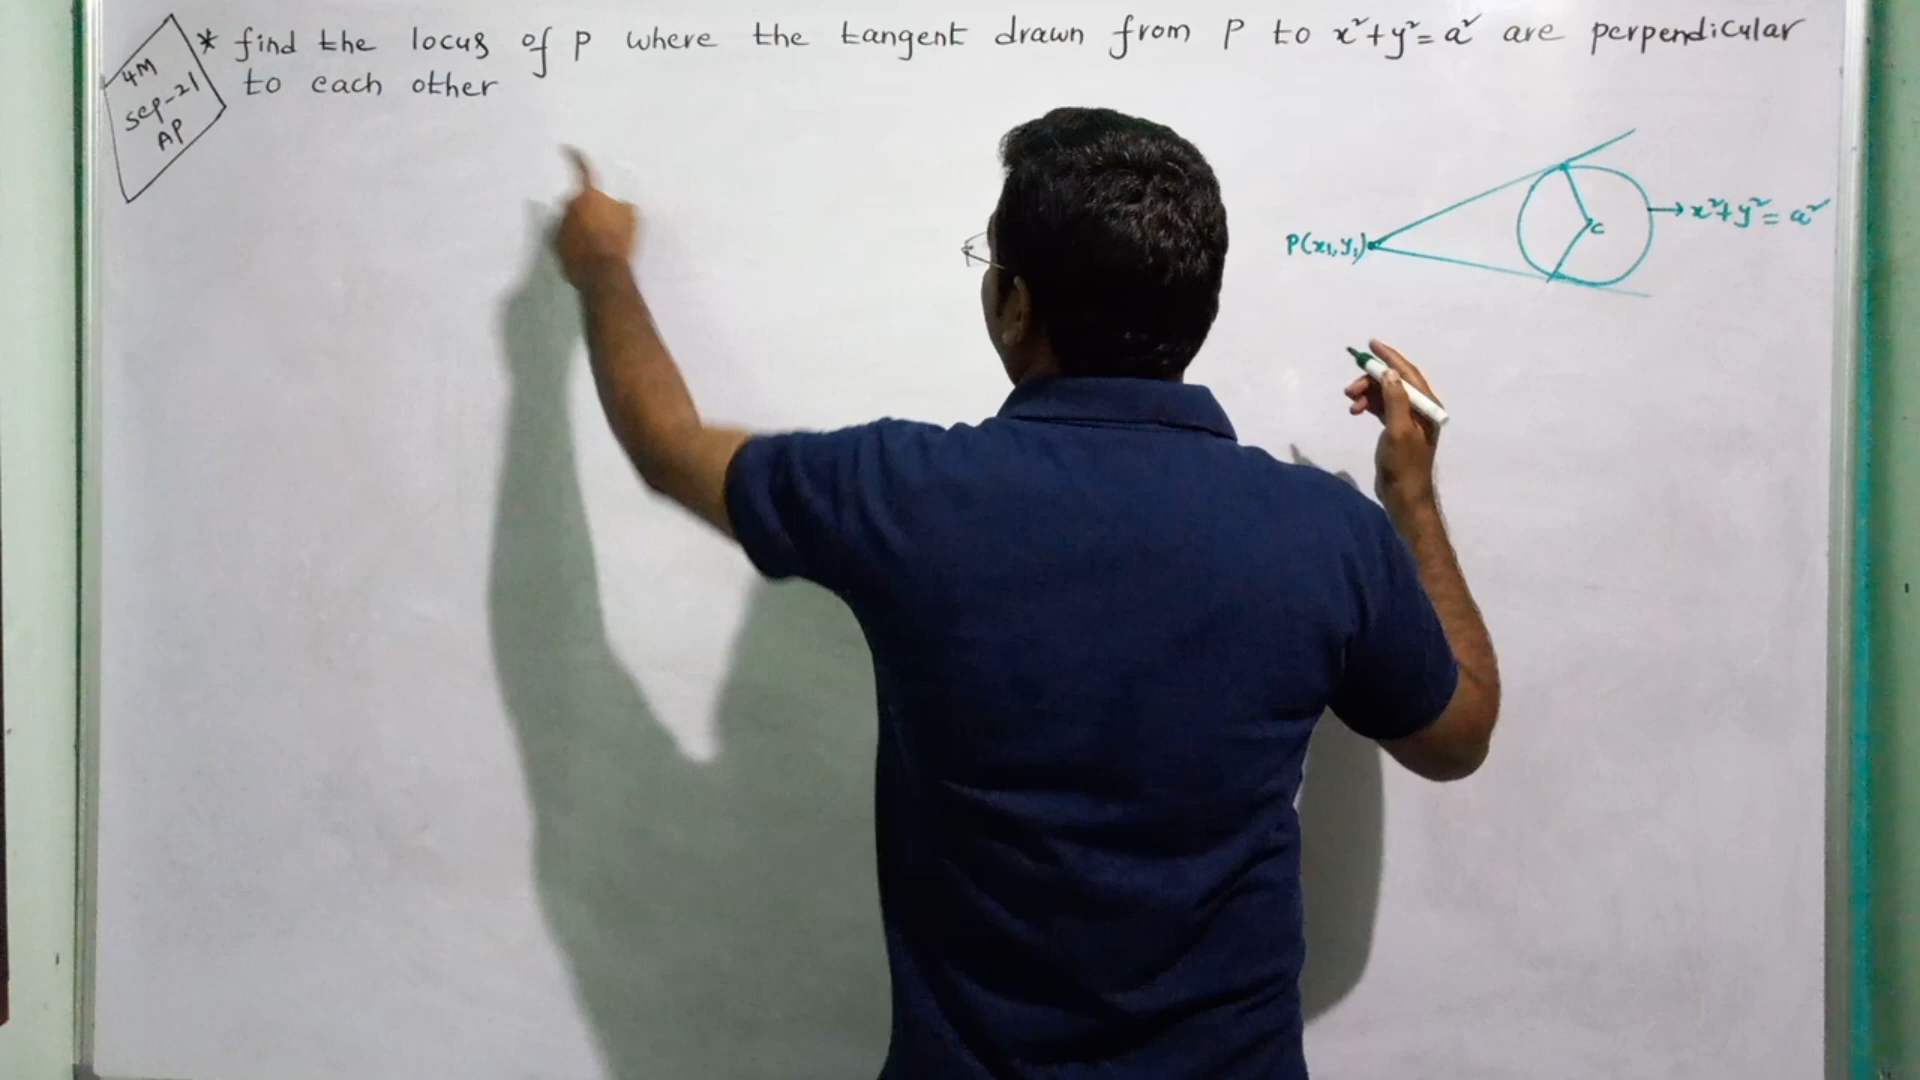 * find the locus of P where the tangent drawn from P to x²+y²=a² are perpendicular
to each other
4M
Sep-21
AP
P(x₁,y₁)
C
x²+y²=a²